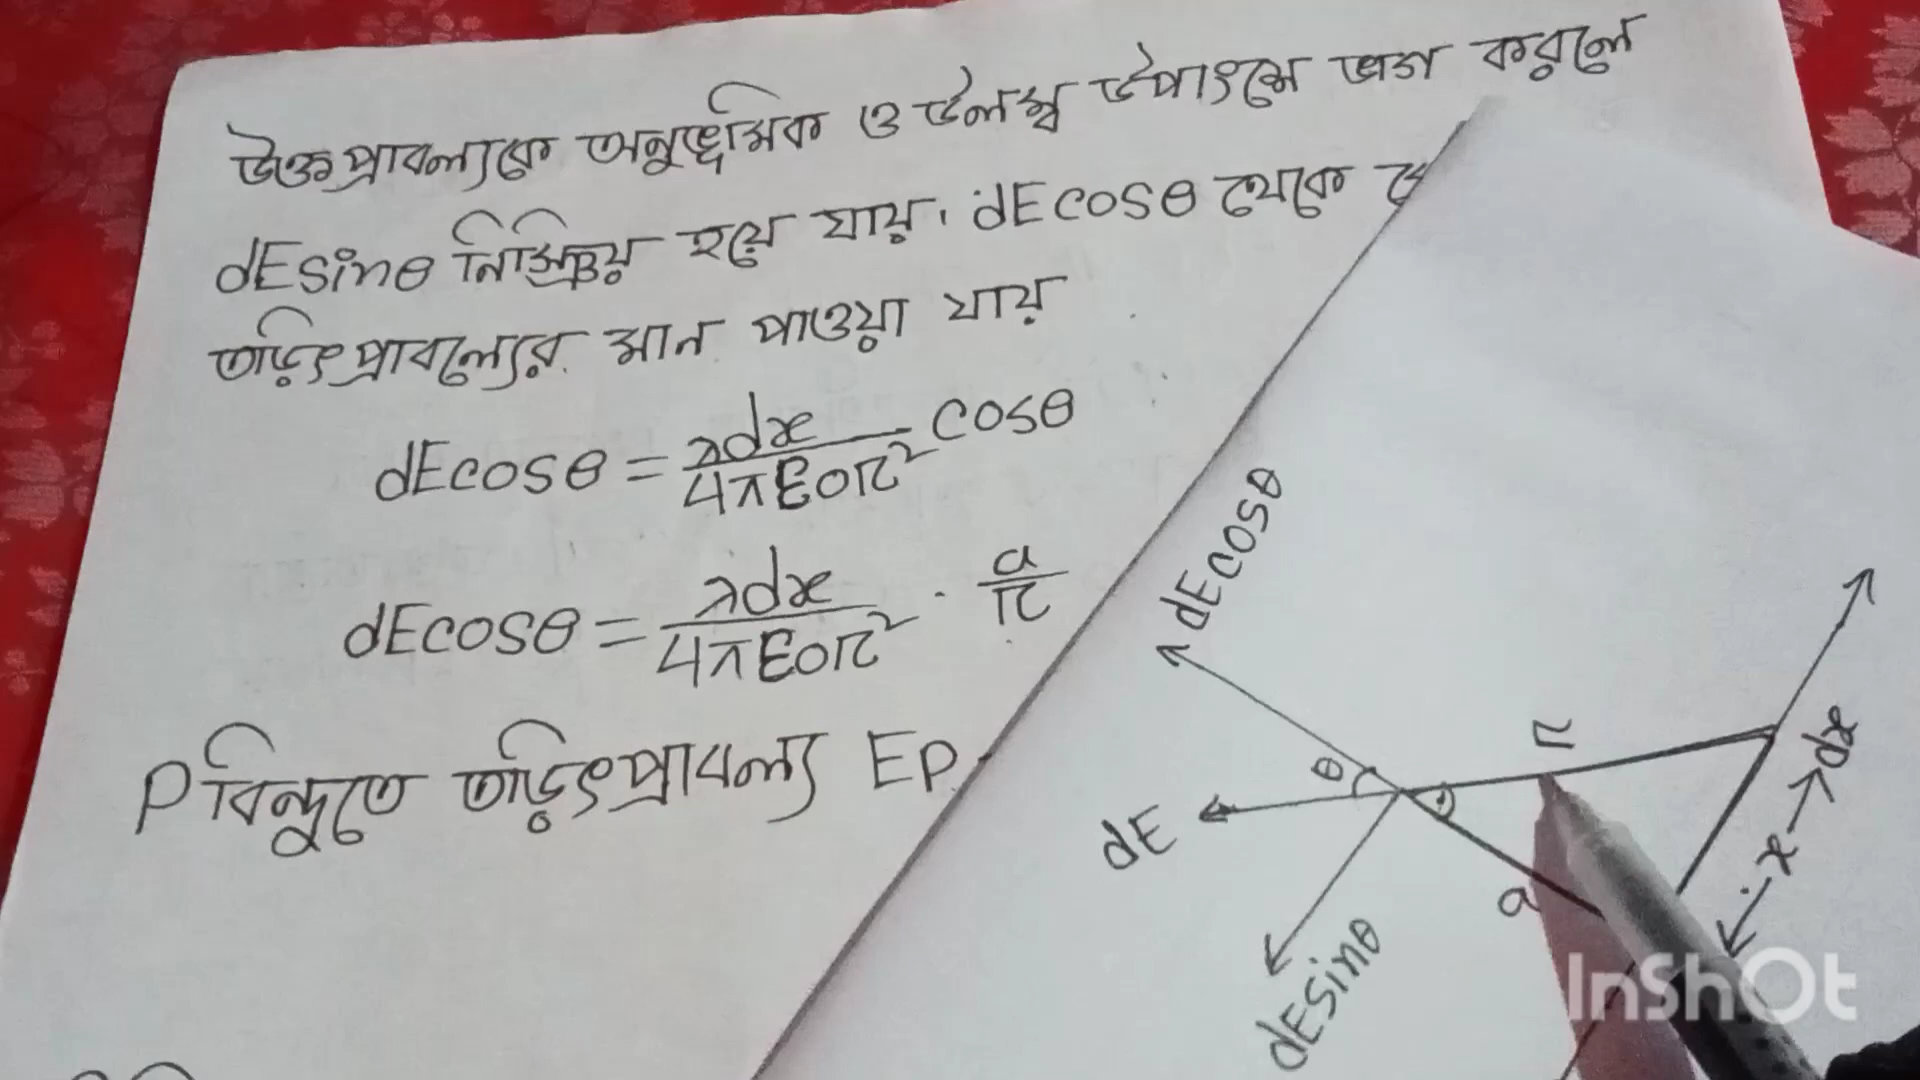 উক্ত প্রাবল্যকে অনুভূমিক ও উলম্ব উপাংশে ভাগ করলে
dEsinθ নিষ্ক্রিয় হয়ে যায়। dEcosθ থেকে
তড়িৎ প্রাবল্যের মান পাওয়া যায়
dEcosθ = λdx/4πε0r² cosθ
dEcosθ = λdx/4πε0r² · a/r
P বিন্দুতে তড়িৎ প্রাবল্য EP
dEcosθ
θ
r
dE
a
x → dx
dEsinθ
InShOt